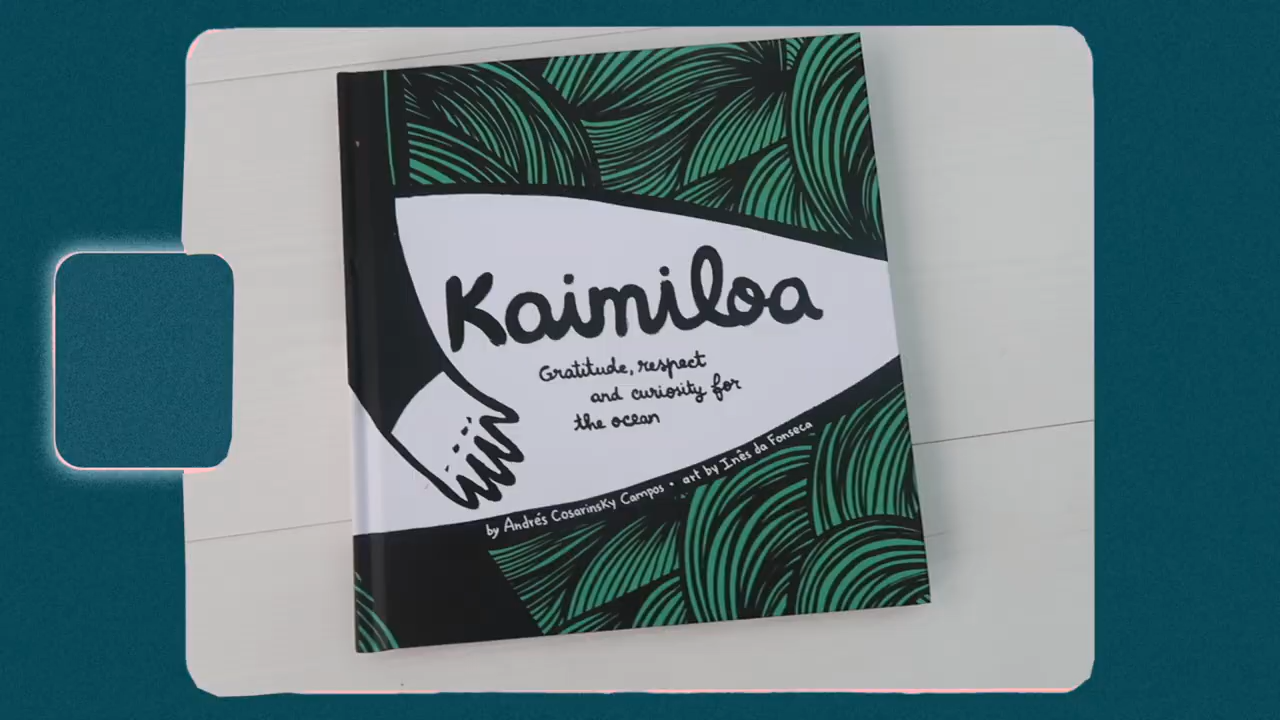 Kaimiloa
Gratitude, respect
and curiosity for
the ocean
by Andrés Cosarinsky Campos • art by Inês da Fonseca